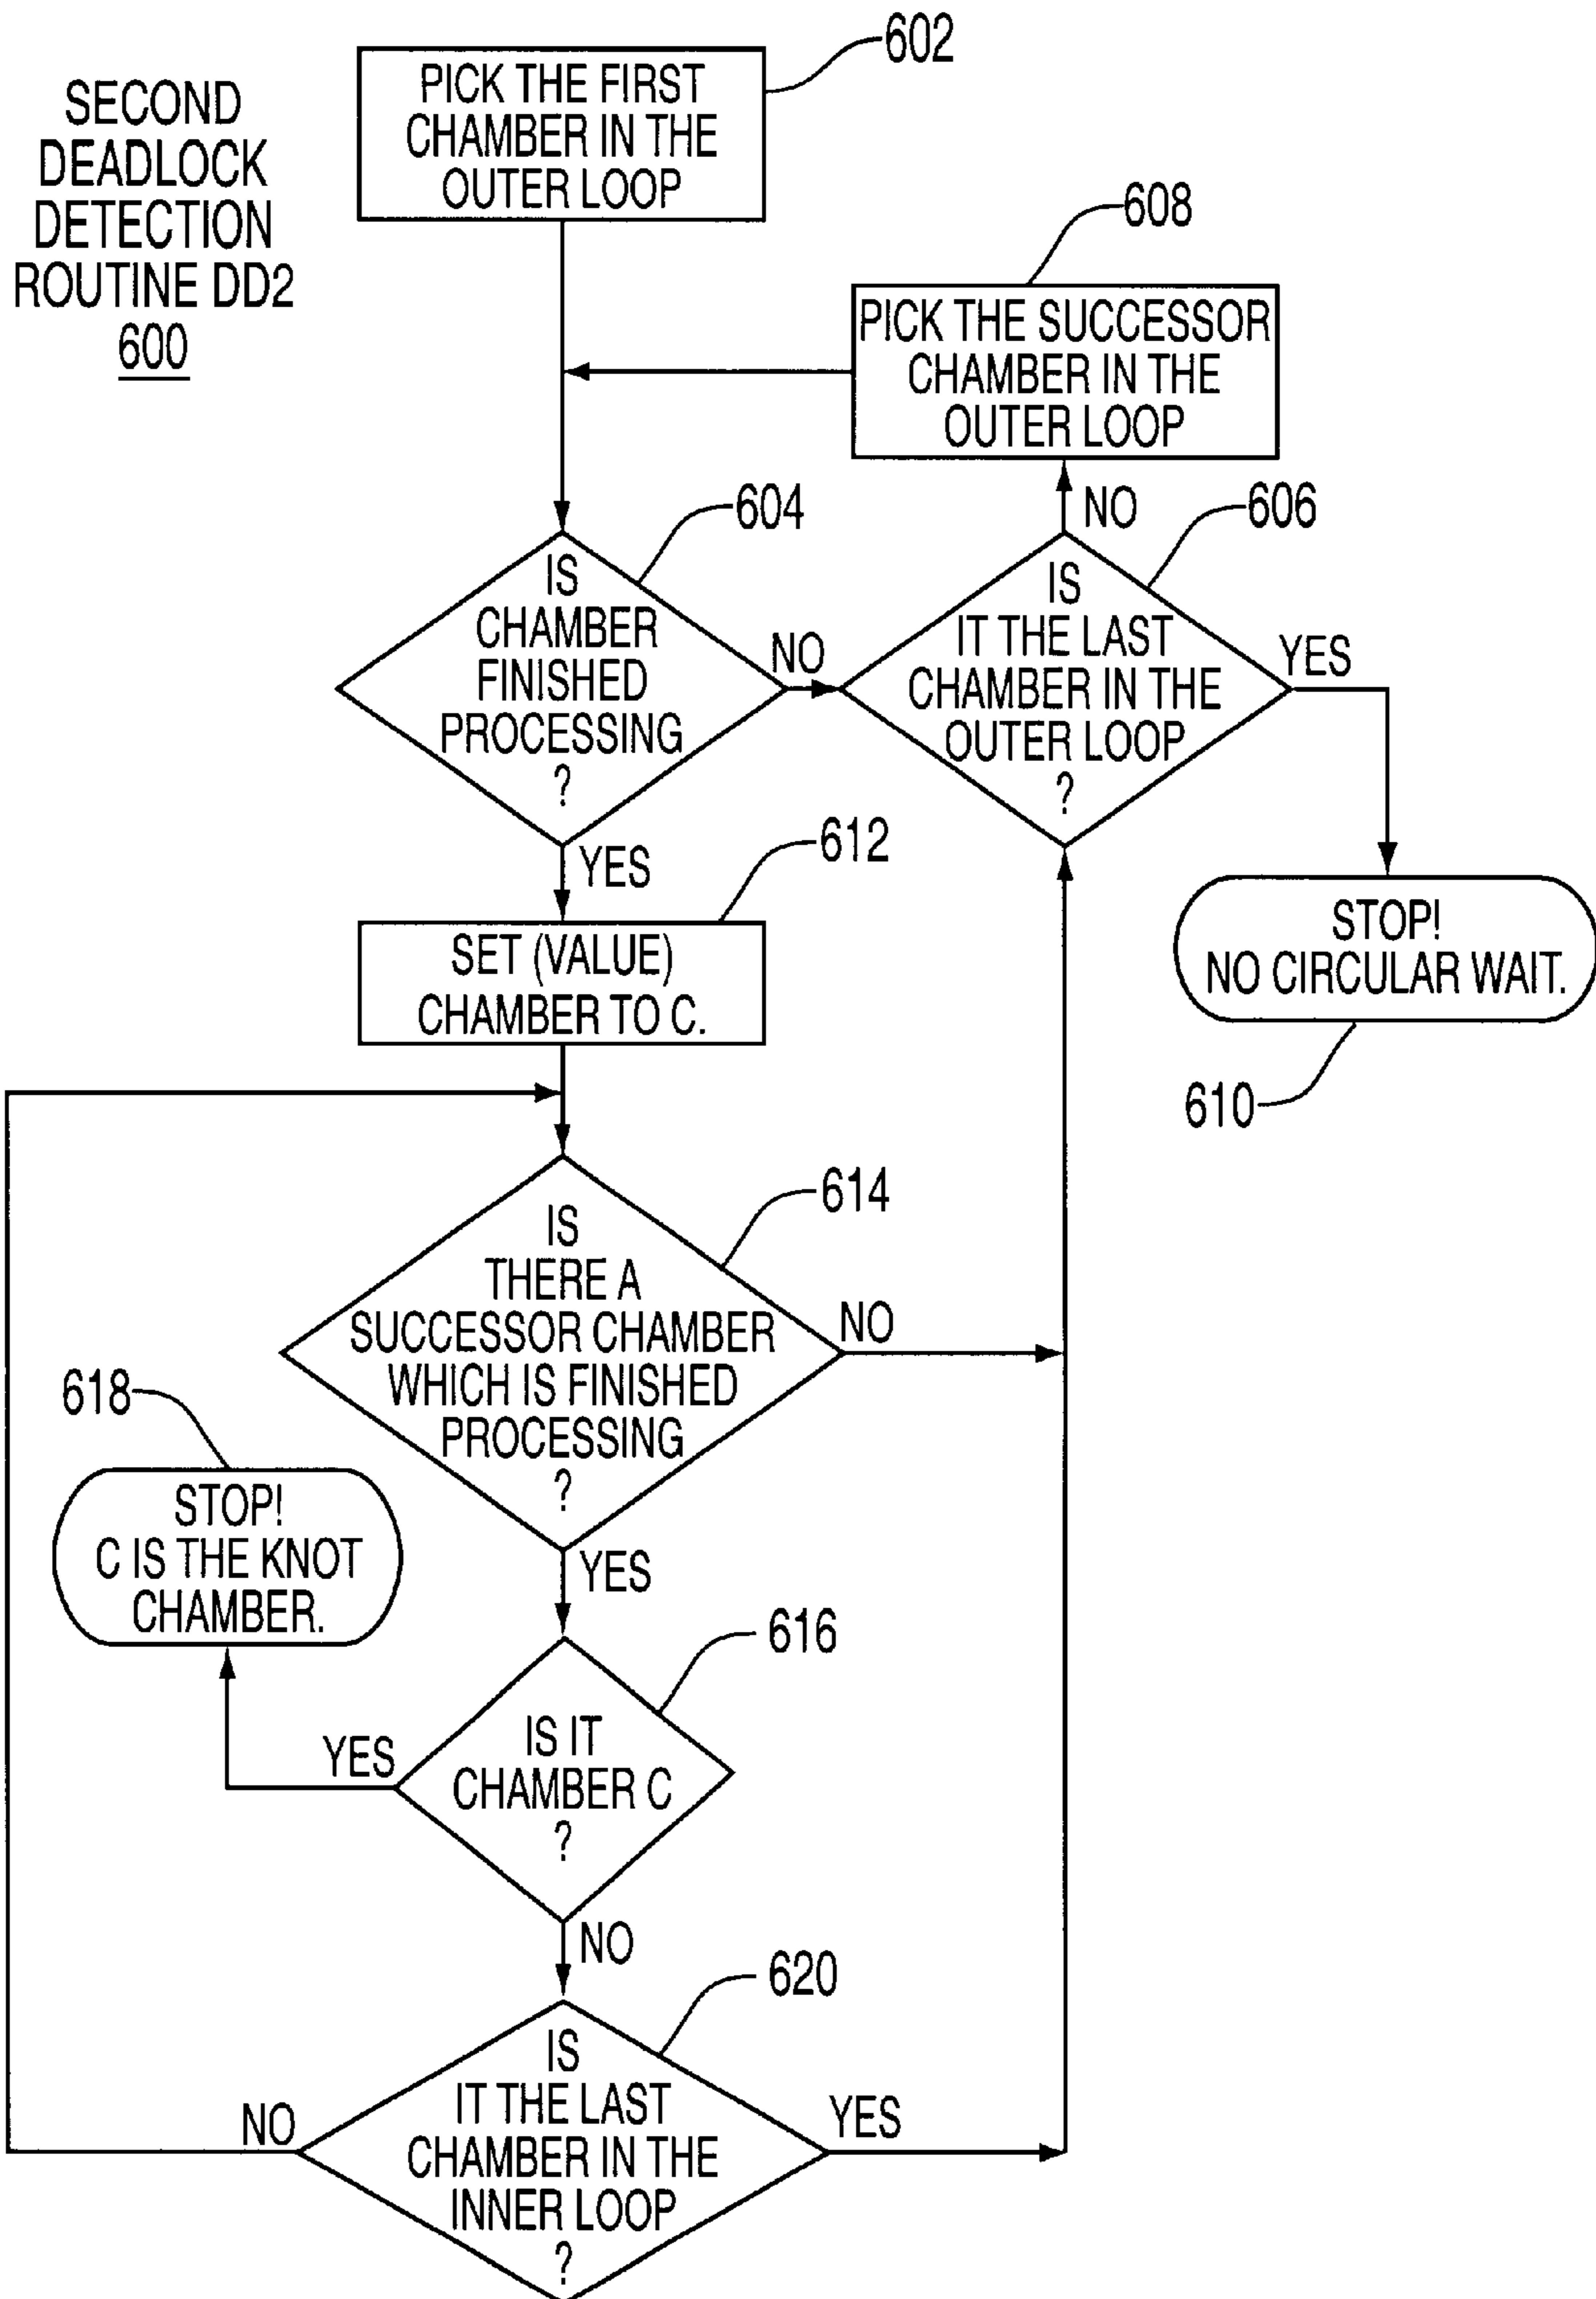 SECOND
DEADLOCK
DETECTION
ROUTINE DD2
600
602
PICK THE FIRST
CHAMBER IN THE
OUTER LOOP
608
PICK THE SUCCESSOR
CHAMBER IN THE
OUTER LOOP
604
IS
CHAMBER
FINISHED
PROCESSING
?
NO
YES
606
IS
IT THE LAST
CHAMBER IN THE
OUTER LOOP
?
NO
YES
STOP!
NO CIRCULAR WAIT.
610
612
SET (VALUE)
CHAMBER TO C.
614
IS
THERE A
SUCCESSOR CHAMBER
WHICH IS FINISHED
PROCESSING
?
NO
YES
618
STOP!
C IS THE KNOT
CHAMBER.
616
IS IT
CHAMBER C
?
YES
NO
620
IS
IT THE LAST
CHAMBER IN THE
INNER LOOP
?
NO
YES